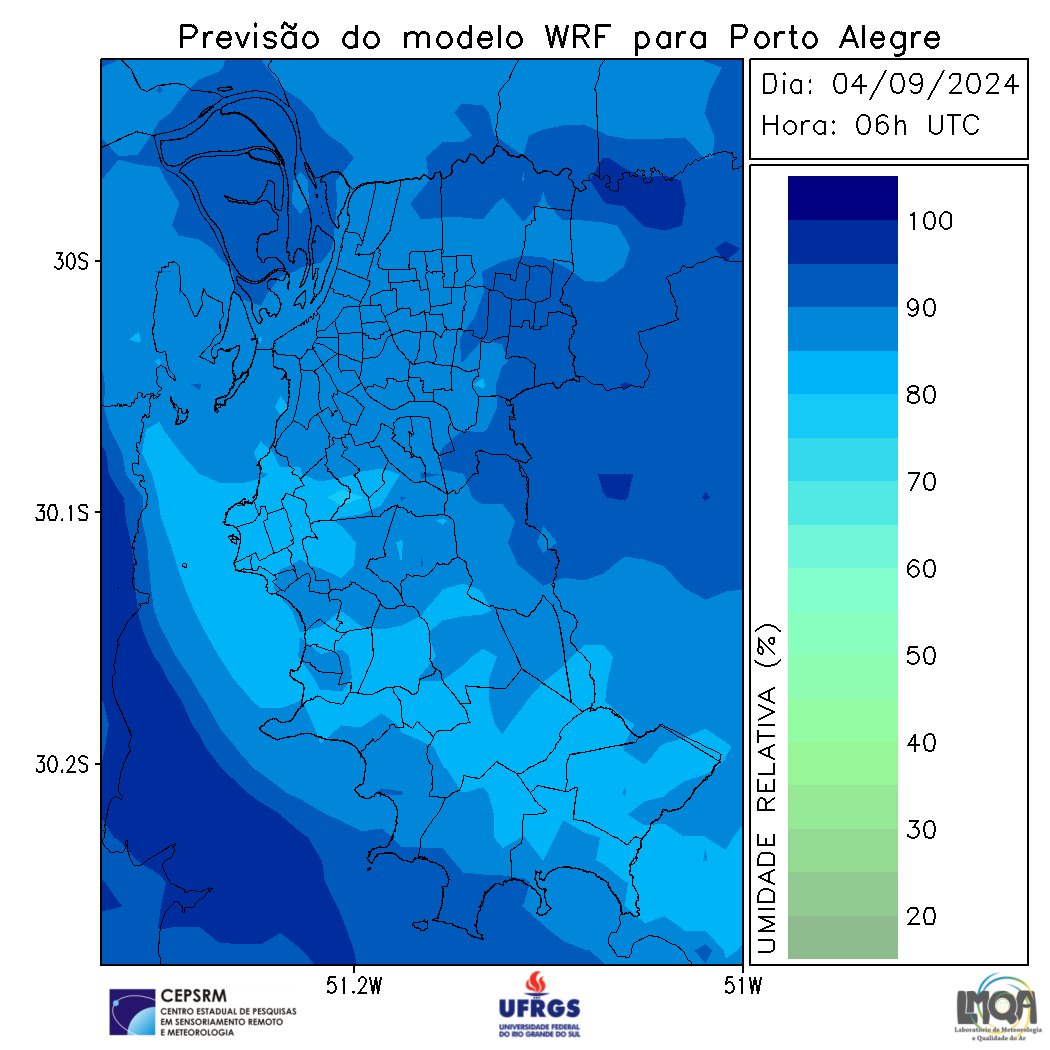 Previsão do modelo WRF para Porto Alegre
Dia: 04/09/2024
Hora: 06h UTC
30S
30.1S
30.2S
51.2W
51W
UMIDADE RELATIVA (%)
100
90
80
70
60
50
40
30
20
CEPSRM
CENTRO ESTADUAL DE PESQUISAS
EM SENSORIAMENTO REMOTO
E METEOROLOGIA
UFRGS
UNIVERSIDADE FEDERAL
DO RIO GRANDE DO SUL
LMQA
Laboratório de Meteorologia
e Qualidade do Ar